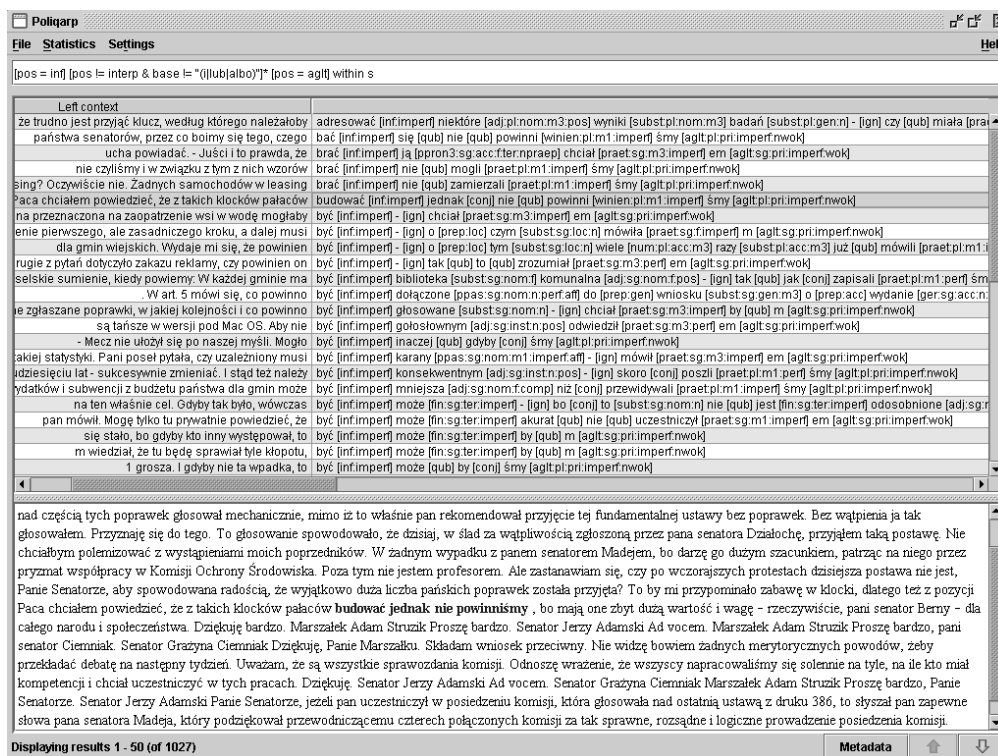 Poliqarp
File Statistics Settings Hel
[pos = inf] [pos != interp & base != "(i|lub|albo)"]* [pos = aglt] within s
Left context
że trudno jest przyjąć klucz, według którego należałoby adresować [inf:imperf] niektóre [adj:pl:nom:m3:pos] wyniki [subst:pl:nom:m3] badań [subst:pl:gen:n] - [ign] czy [qub] miała [prae
państwa senatorów, przez co boimy się tego, czego bać [inf:imperf] się [qub] nie [qub] powinni [winien:pl:m1:imperf] śmy [aglt:pl:pri:imperf:nwok]
ucha powiadać. - Juści i to prawda, że brać [inf:imperf] ją [ppron3:sg:acc:f:ter:npraep] chciał [praet:sg:m3:imperf] em [aglt:sg:pri:imperf:wok]
nie czyliśmy i w związku z tym z nich wzorów brać [inf:imperf] nie [qub] mogli [praet:pl:m1:imperf] śmy [aglt:pl:pri:imperf:nwok]
sing? Oczywiście nie. Żadnych samochodów w leasing brać [inf:imperf] nie [qub] zamierzali [praet:pl:m1:imperf] śmy [aglt:pl:pri:imperf:nwok]
Paca chciałem powiedzieć, że z takich klocków pałaców budować [inf:imperf] jednak [conj] nie [qub] powinni [winien:pl:m1:imperf] śmy [aglt:pl:pri:imperf:nwok]
na przeznaczona na zaopatrzenie wsi w wodę mogłaby być [inf:imperf] - [ign] chciał [praet:sg:m3:imperf] em [aglt:sg:pri:imperf:wok]
enie pierwszego, ale zasadniczego kroku, a dalej musi być [inf:imperf] - [ign] o [prep:loc] czym [subst:sg:loc:n] mówiła [praet:sg:f:imperf] m [aglt:sg:pri:imperf:nwok]
dla gmin wiejskich. Wydaje mi się, że powinien być [inf:imperf] - [ign] o [prep:loc] tym [subst:sg:loc:n] wiele [num:pl:acc:m3] razy [subst:pl:acc:m3] już [qub] mówili [praet:pl:m1:i
rugie z pytań dotyczyło zakazu reklamy, czy powinien on być [inf:imperf] - [ign] tak [qub] to [qub] zrozumiał [praet:sg:m3:perf] em [aglt:sg:pri:imperf:wok]
selskie sumienie, kiedy powiemy: W każdej gminie ma być [inf:imperf] biblioteka [subst:sg:nom:f] komunalna [adj:sg:nom:f:pos] - [ign] tak [qub] jak [conj] zapisali [praet:pl:m1:perf] śm
. W art. 5 mówi się, co powinno być [inf:imperf] dołączone [ppas:sg:nom:n:perf:aff] do [prep:gen] wniosku [subst:sg:gen:m3] o [prep:acc] wydanie [ger:sg:acc:n:
ne zgłaszane poprawki, w jakiej kolejności i co powinno być [inf:imperf] głosowane [subst:sg:nom:n] - [ign] chciał [praet:sg:m3:imperf] by [qub] m [aglt:sg:pri:imperf:nwok]
są tańsze w wersji pod Mac OS. Aby nie być [inf:imperf] gołosłownym [adj:sg:inst:n:pos] odwiedził [praet:sg:m3:perf] em [aglt:sg:pri:imperf:wok]
- Mecz nie ułożył się po naszej myśli. Mogło być [inf:imperf] inaczej [qub] gdyby [conj] śmy [aglt:pl:pri:imperf:nwok]
takiej statystyki. Pani poseł pytała, czy uzależniony musi być [inf:imperf] karany [ppas:sg:nom:m1:imperf:aff] - [ign] mówił [praet:sg:m3:imperf] em [aglt:sg:pri:imperf:wok]
udziesięciu lat - sukcesywnie zmieniać. I stąd też należy być [inf:imperf] konsekwentnym [adj:sg:inst:n:pos] - [ign] skoro [conj] poszli [praet:pl:m1:perf] śmy [aglt:pl:pri:imperf:nwok]
ydatków i subwencji z budżetu państwa dla gmin może być [inf:imperf] mniejsza [adj:sg:nom:f:comp] niż [conj] przewidywali [praet:pl:m1:imperf] śmy [aglt:pl:pri:imperf:nwok]
na ten właśnie cel. Gdyby tak było, wówczas być [inf:imperf] może [fin:sg:ter:imperf] - [ign] bo [conj] to [subst:sg:nom:n] nie [qub] jest [fin:sg:ter:imperf] odosobnione [adj:sg:n
pan mówił. Mogę tylko tu prywatnie powiedzieć, że być [inf:imperf] może [fin:sg:ter:imperf] akurat [qub] nie [qub] uczestniczył [praet:sg:m1:imperf] em [aglt:sg:pri:imperf:wok]
się stało, bo gdyby kto inny występował, to być [inf:imperf] może [fin:sg:ter:imperf] by [qub] m [aglt:sg:pri:imperf:nwok]
m wiedział, że tu będę sprawiał tyle kłopotu, być [inf:imperf] może [fin:sg:ter:imperf] by [qub] m [aglt:sg:pri:imperf:nwok]
1 grosza. I gdyby nie ta wpadka, to być [inf:imperf] może [qub] by [conj] śmy [aglt:pl:pri:imperf:nwok]
nad częścią tych poprawek głosował mechanicznie, mimo iż to właśnie pan rekomendował przyjęcie tej fundamentalnej ustawy bez poprawek. Bez wątpienia ja tak
głosowałem. Przyznaję się do tego. To głosowanie spowodowało, że dzisiaj, w ślad za wątpliwością zgłoszoną przez pana senatora Działochę, przyjąłem taką postawę. Nie
chciałbym polemizować z wystąpieniami moich poprzedników. W żadnym wypadku z panem senatorem Madejem, bo darzę go dużym szacunkiem, patrząc na niego przez
pryzmat współpracy w Komisji Ochrony Środowiska. Poza tym nie jestem profesorem. Ale zastanawiam się, czy po wczorajszych protestach dzisiejsza postawa nie jest,
Panie Senatorze, aby spowodowana radością, że wyjątkowo duża liczba pańskich poprawek została przyjęta? To by mi przypominało zabawę w klocki, dlatego też z pozycji
Paca chciałem powiedzieć, że z takich klocków pałaców budować jednak nie powinniśmy , bo mają one zbyt dużą wartość i wagę – rzeczywiście, pani senator Berny – dla
całego narodu i społeczeństwa. Dziękuję bardzo. Marszałek Adam Struzik Proszę bardzo. Senator Jerzy Adamski Ad vocem. Marszałek Adam Struzik Proszę bardzo, pani
senator Ciemniak. Senator Grażyna Ciemniak Dziękuję, Panie Marszałku. Składam wniosek przeciwny. Nie widzę bowiem żadnych merytorycznych powodów, żeby
przekładać debatę na następny tydzień. Uważam, że są wszystkie sprawozdania komisji. Odnoszę wrażenie, że wszyscy napracowaliśmy się solennie na tyle, na ile kto miał
kompetencji i chciał uczestniczyć w tych pracach. Dziękuję. Senator Jerzy Adamski Ad vocem. Senator Grażyna Ciemniak Marszałek Adam Struzik Proszę bardzo, Panie
Senatorze. Senator Jerzy Adamski Panie Senatorze, jeżeli pan uczestniczył w posiedzeniu komisji, która głosowała nad ostatnią ustawą z druku 386, to słyszał pan zapewne
słowa pana senatora Madeja, który podziękował przewodniczącemu czterech połączonych komisji za tak sprawne, rozsądne i logiczne prowadzenie posiedzenia komisji.
Displaying results 1 - 50 (of 1027) Metadata